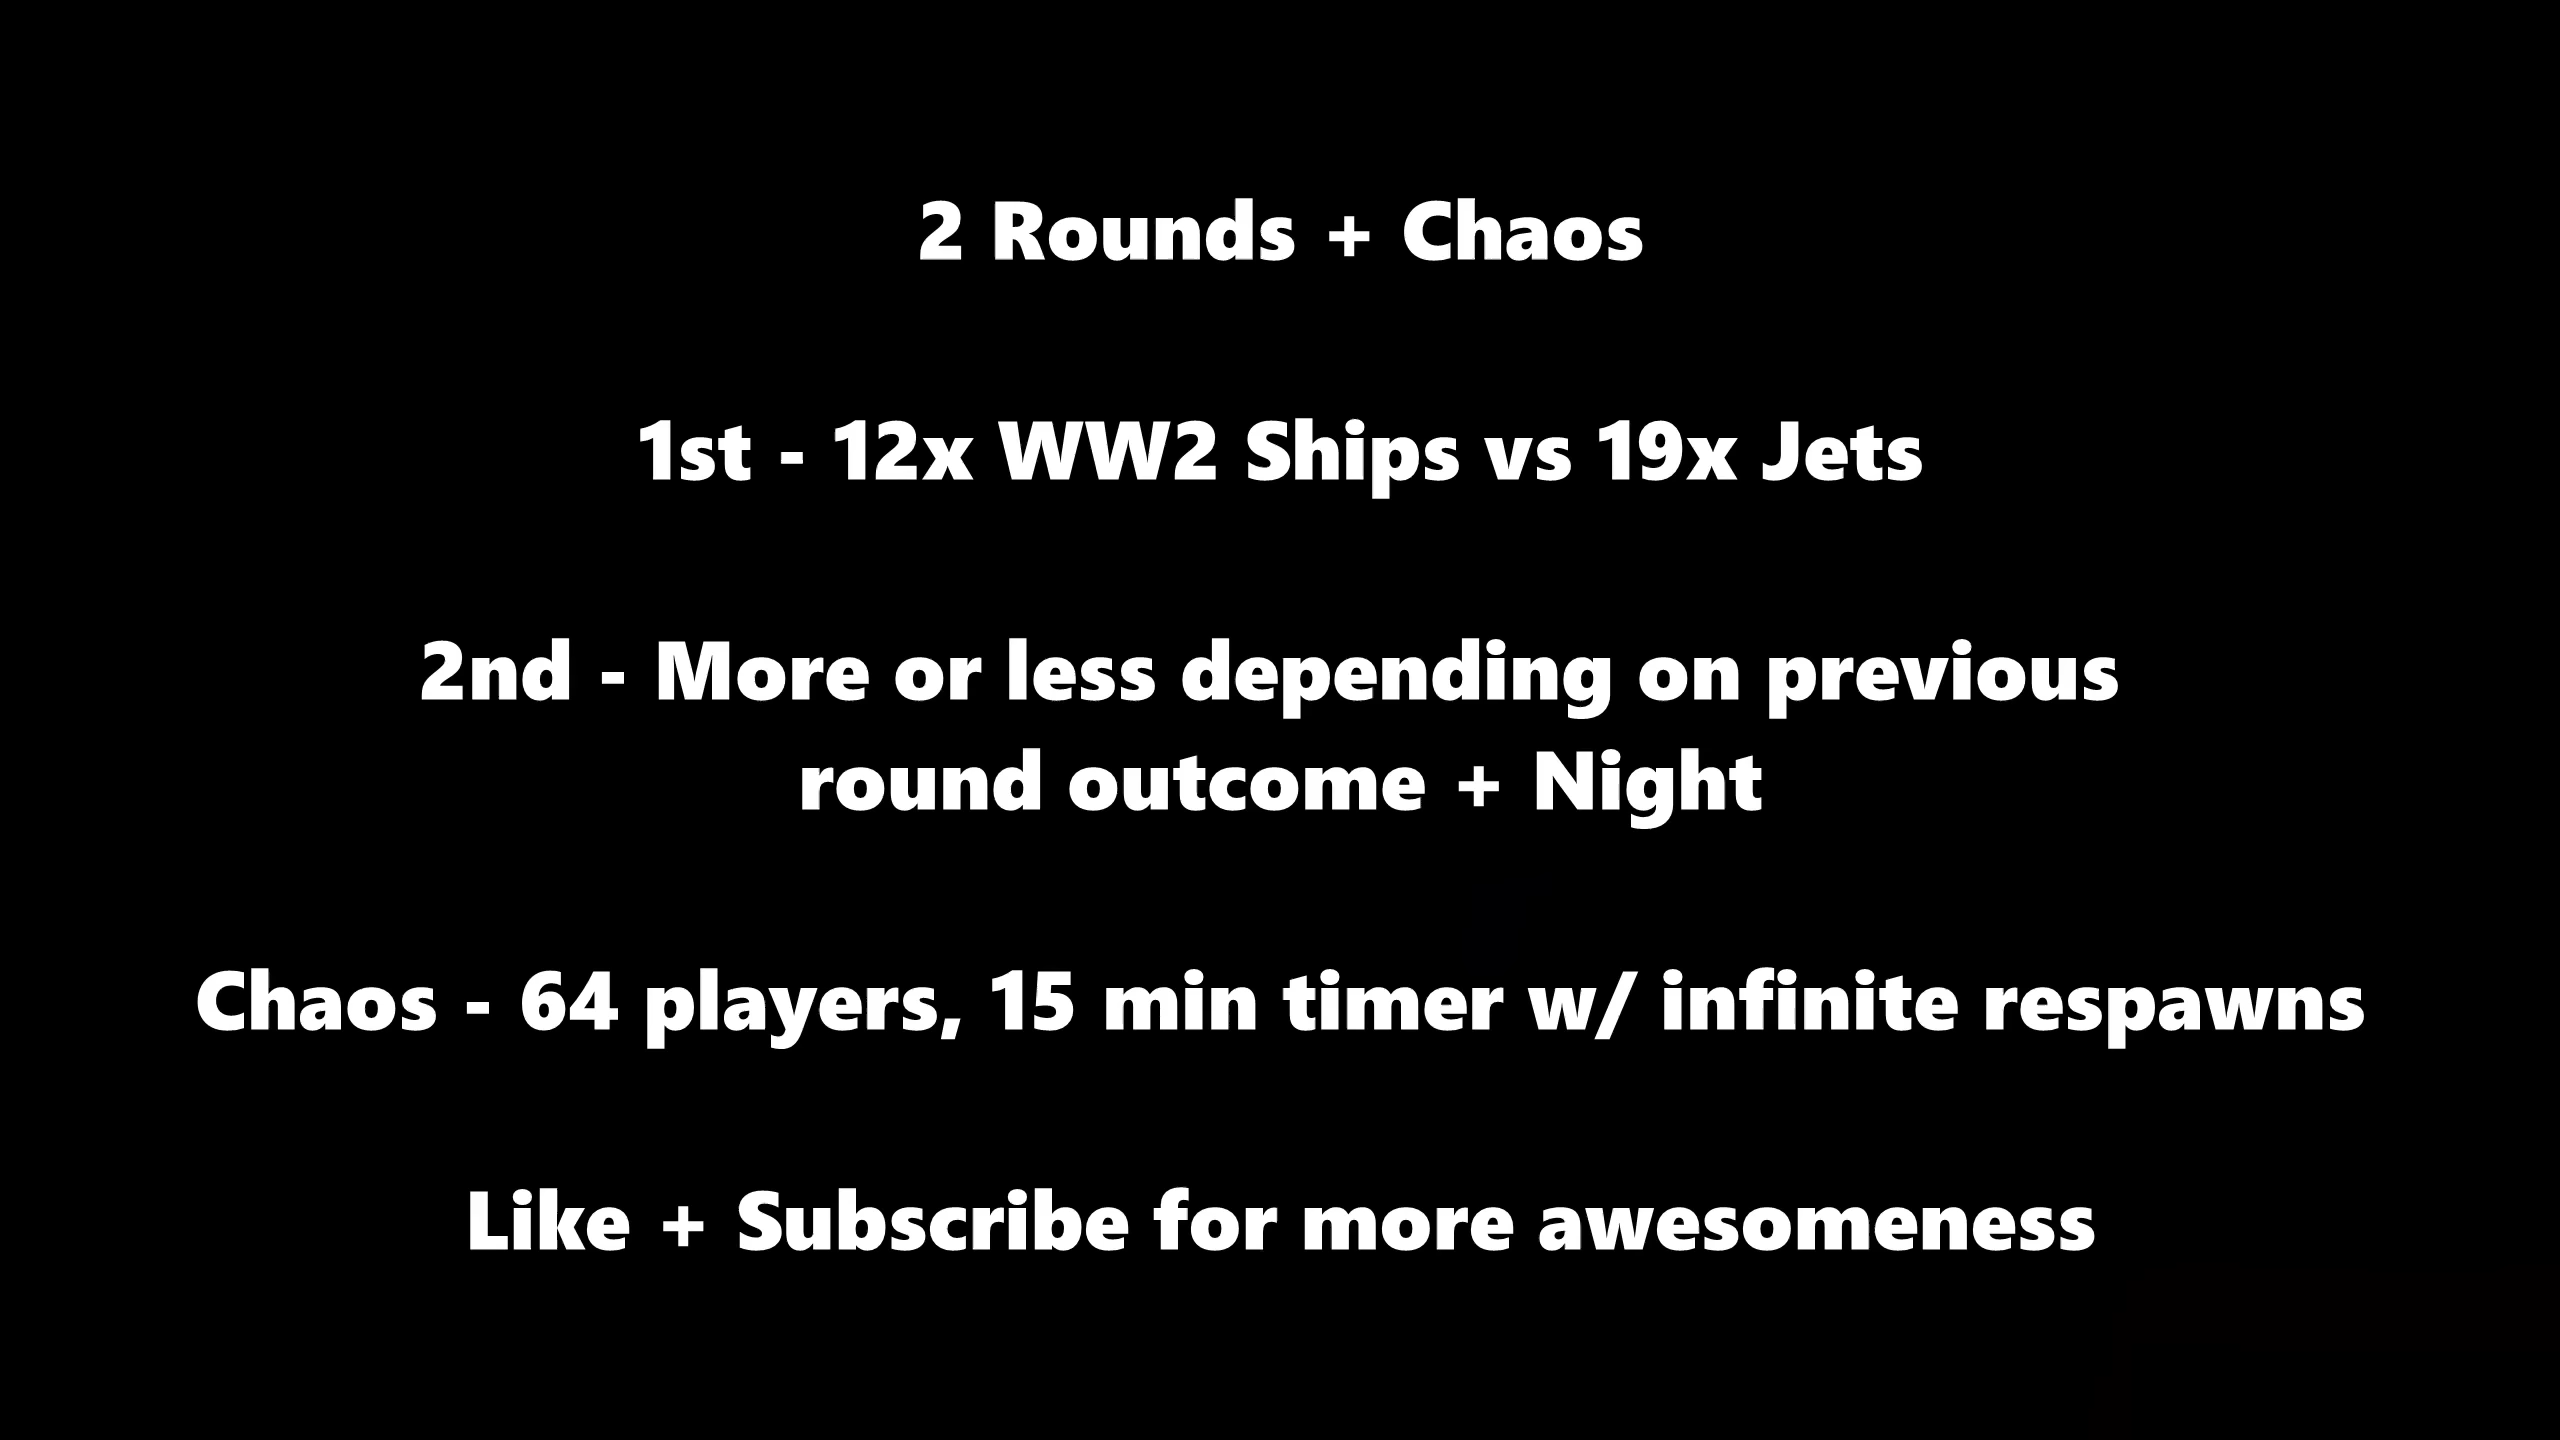 2 Rounds + Chaos
1st - 12x WW2 Ships vs 19x Jets
2nd - More or less depending on previous
round outcome + Night
Chaos - 64 players, 15 min timer w/ infinite respawns
Like + Subscribe for more awesomeness